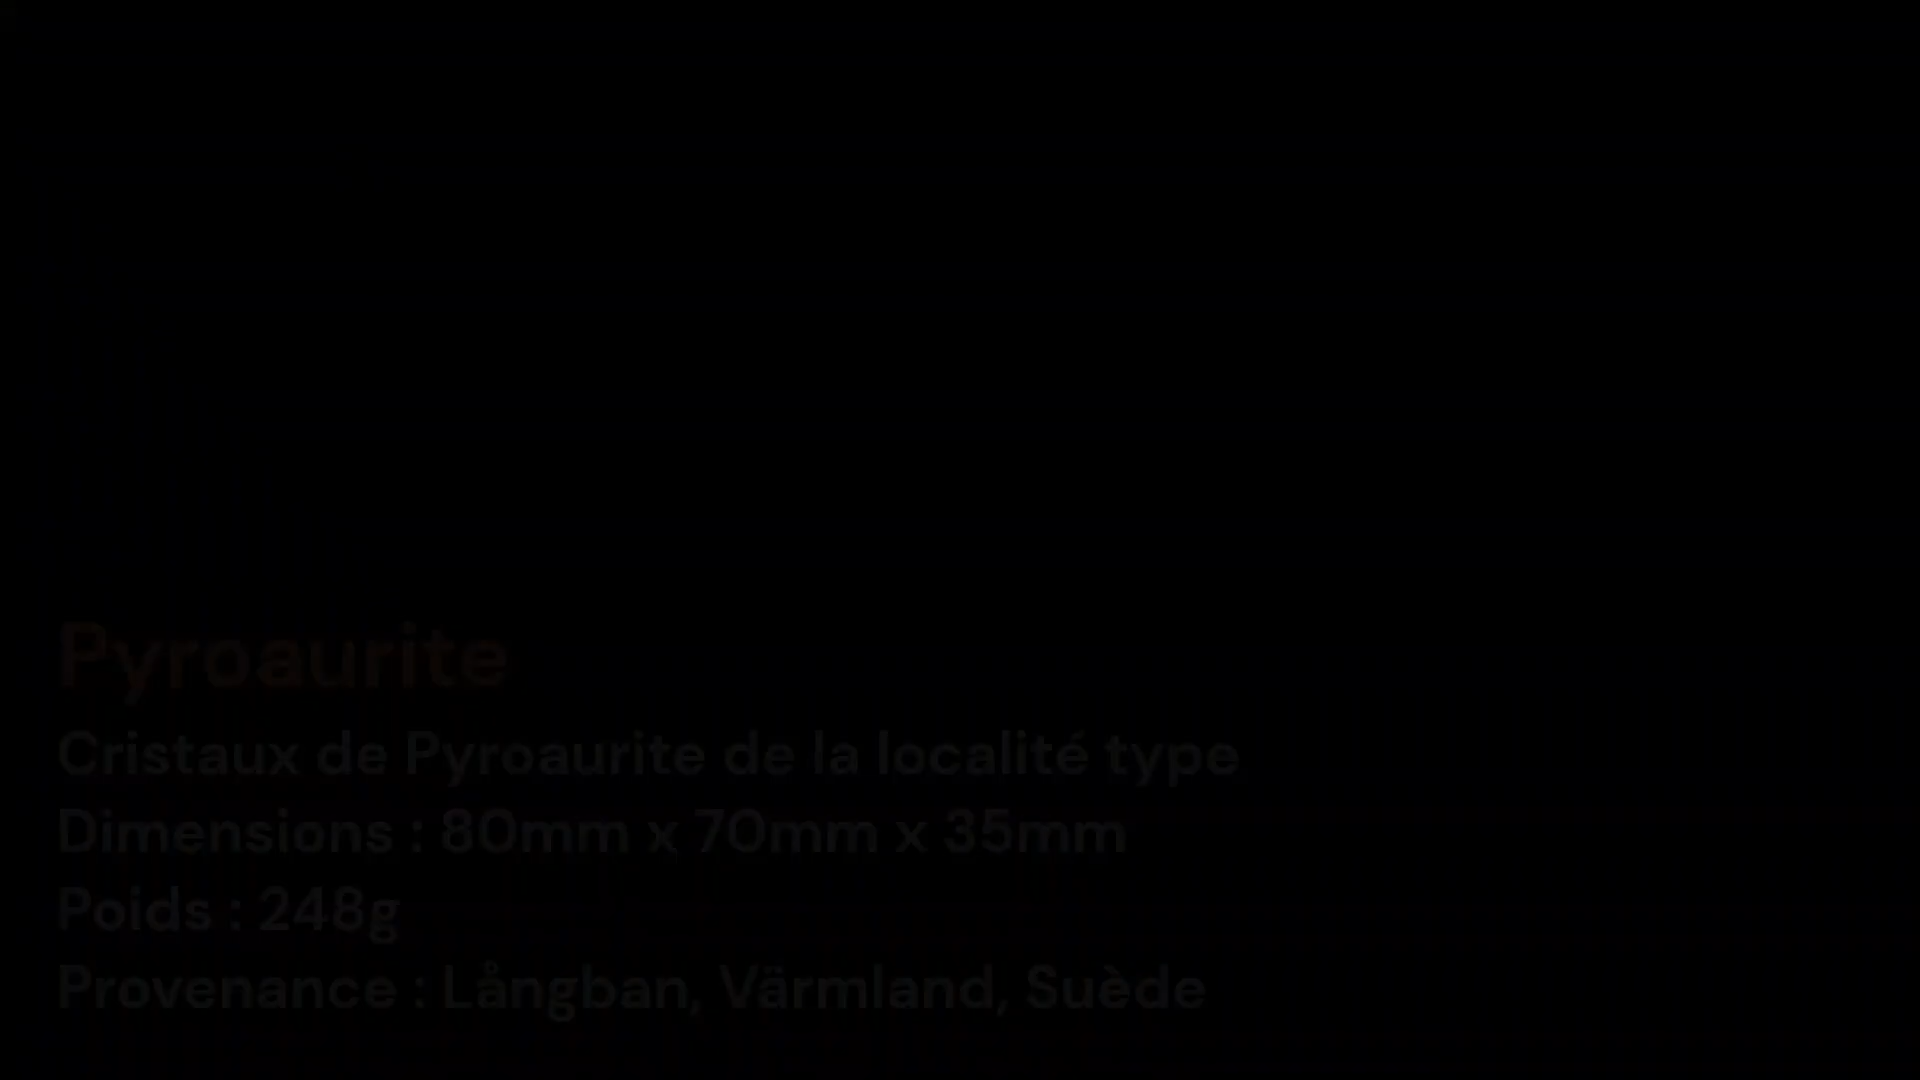 Pyroaurite
Cristaux de Pyroaurite de la localité type
Dimensions : 80mm x 70mm x 35mm
Poids : 248g
Provenance : Långban, Värmland, Suède